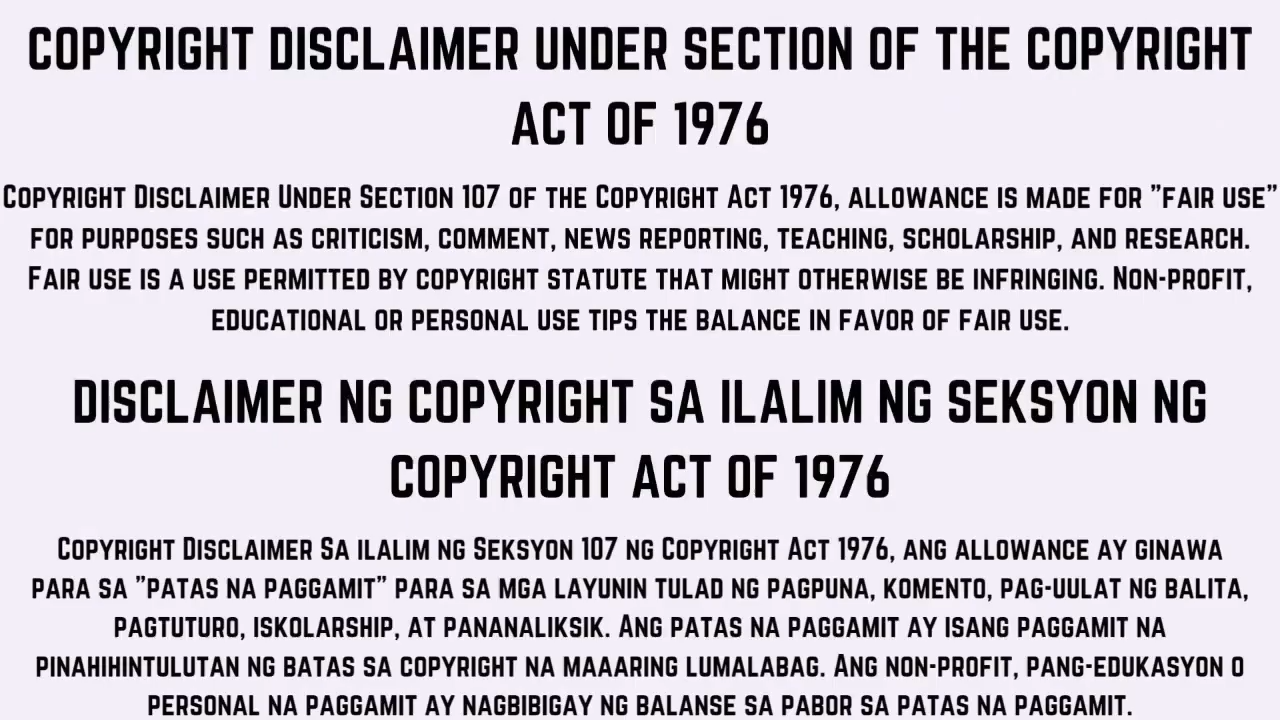 COPYRIGHT DISCLAIMER UNDER SECTION OF THE COPYRIGHT
ACT OF 1976
COPYRIGHT DISCLAIMER UNDER SECTION 107 OF THE COPYRIGHT ACT 1976, ALLOWANCE IS MADE FOR "FAIR USE"
FOR PURPOSES SUCH AS CRITICISM, COMMENT, NEWS REPORTING, TEACHING, SCHOLARSHIP, AND RESEARCH.
FAIR USE IS A USE PERMITTED BY COPYRIGHT STATUTE THAT MIGHT OTHERWISE BE INFRINGING. NON-PROFIT,
EDUCATIONAL OR PERSONAL USE TIPS THE BALANCE IN FAVOR OF FAIR USE.
DISCLAIMER NG COPYRIGHT SA ILALIM NG SEKSYON NG
COPYRIGHT ACT OF 1976
COPYRIGHT DISCLAIMER SA ILALIM NG SEKSYON 107 NG COPYRIGHT ACT 1976, ANG ALLOWANCE AY GINAWA
PARA SA "PATAS NA PAGGAMIT" PARA SA MGA LAYUNIN TULAD NG PAGPUNA, KOMENTO, PAG-UULAT NG BALITA,
PAGTUTURO, ISKOLARSHIP, AT PANANALIKSIK. ANG PATAS NA PAGGAMIT AY ISANG PAGGAMIT NA
PINAHIHINTULUTAN NG BATAS SA COPYRIGHT NA MAAARING LUMALABAG. ANG NON-PROFIT, PANG-EDUKASYON O
PERSONAL NA PAGGAMIT AY NAGBIBIGAY NG BALANSE SA PABOR SA PATAS NA PAGGAMIT.